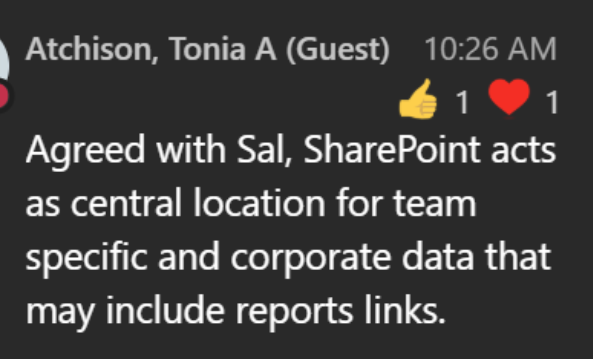 Atchison, Tonia A (Guest) 10:26 AM
👍 1 ❤️ 1
Agreed with Sal, SharePoint acts
as central location for team
specific and corporate data that
may include reports links.